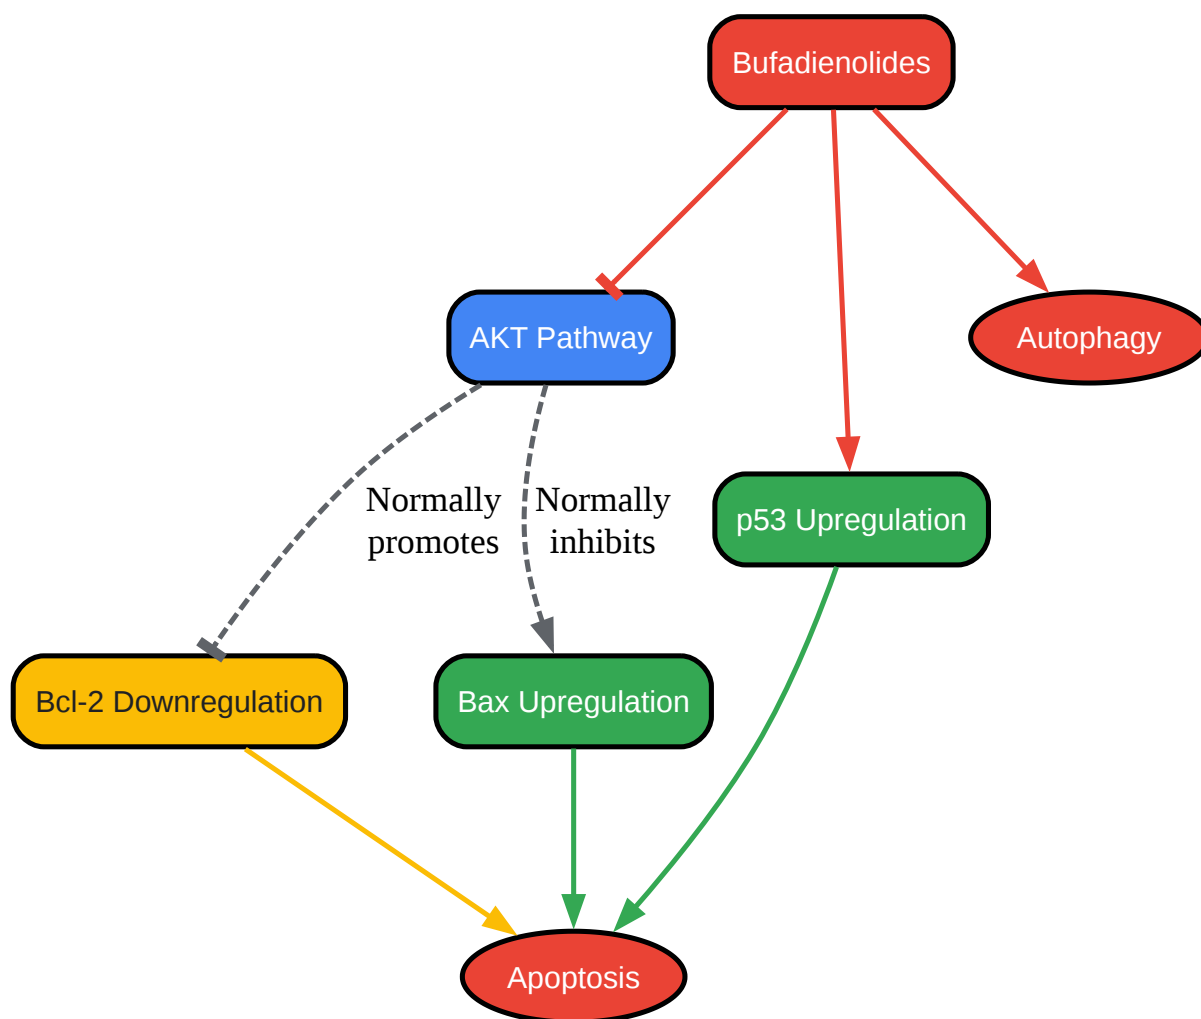 Bufadienolides
AKT Pathway
Autophagy
Normally
promotes
Normally
inhibits
p53 Upregulation
Bcl-2 Downregulation
Bax Upregulation
Apoptosis